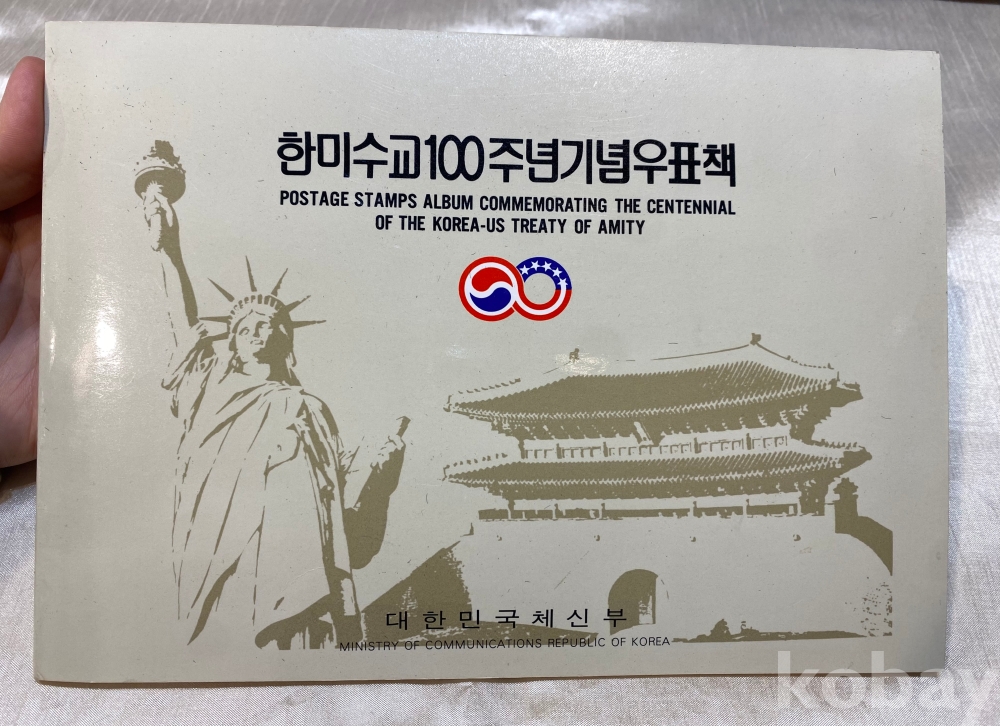 한미수교100주년기념우표책
POSTAGE STAMPS ALBUM COMMEMORATING THE CENTENNIAL
OF THE KOREA-US TREATY OF AMITY
대한민국체신부
MINISTRY OF COMMUNICATIONS REPUBLIC OF KOREA
kobay